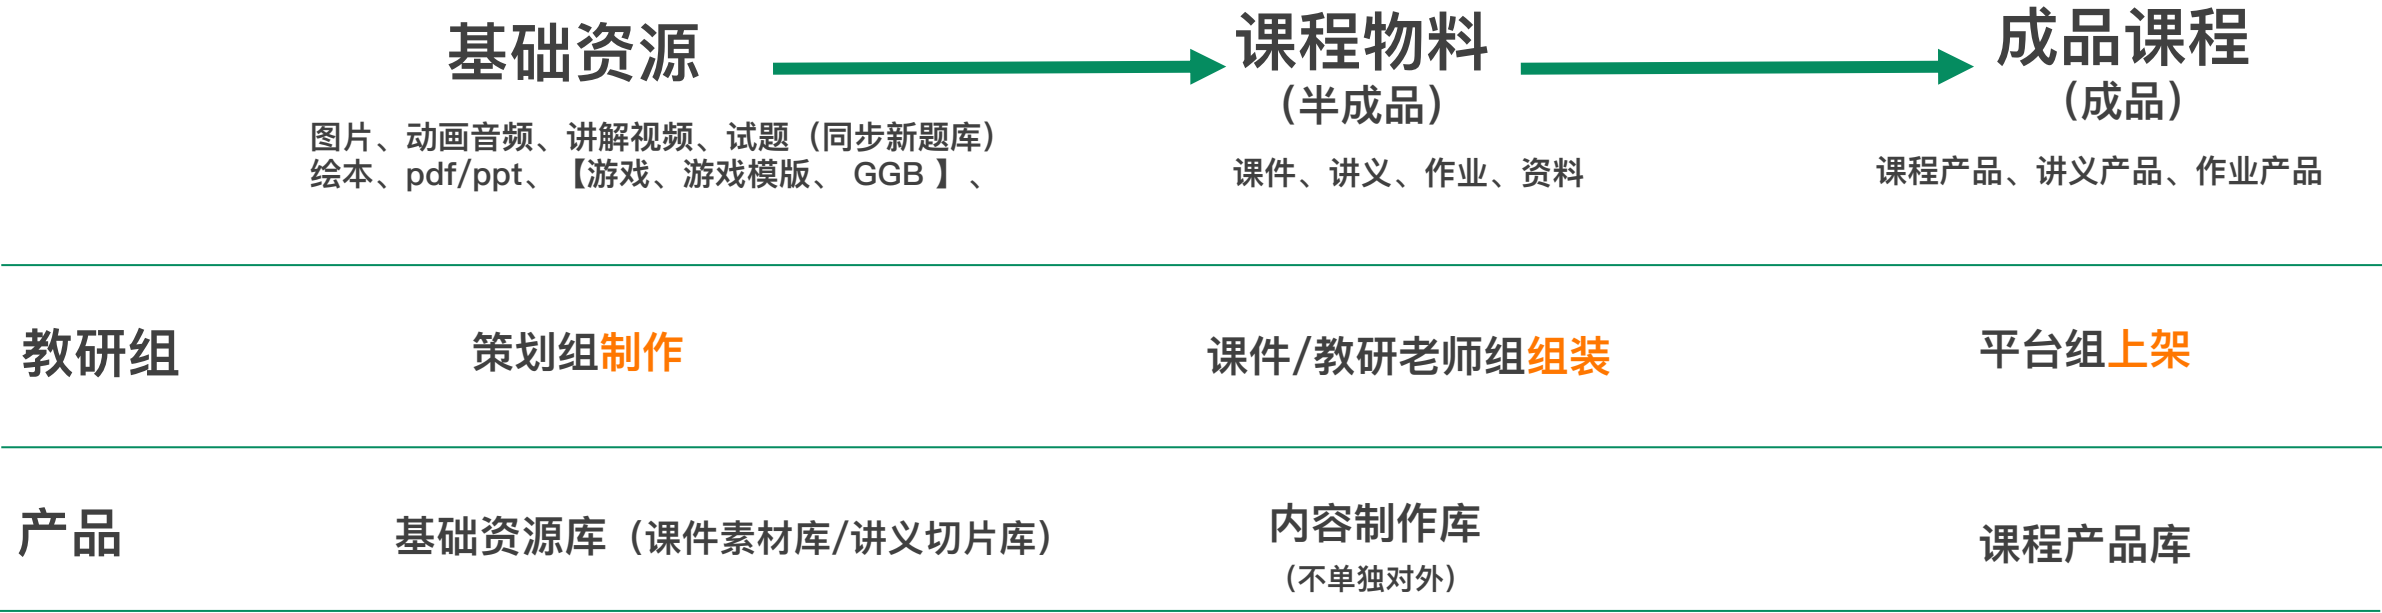 基础资源
课程物料
（半成品）
成品课程
（成品）
图片、动画音频、讲解视频、试题（同步新题库）
绘本、pdf/ppt、【游戏、游戏模版、 GGB 】、
课件、讲义、作业、资料
课程产品、讲义产品、作业产品
教研组
策划组制作
课件/教研老师组组装
平台组上架
产品
基础资源库（课件素材库/讲义切片库）
内容制作库
（不单独对外）
课程产品库